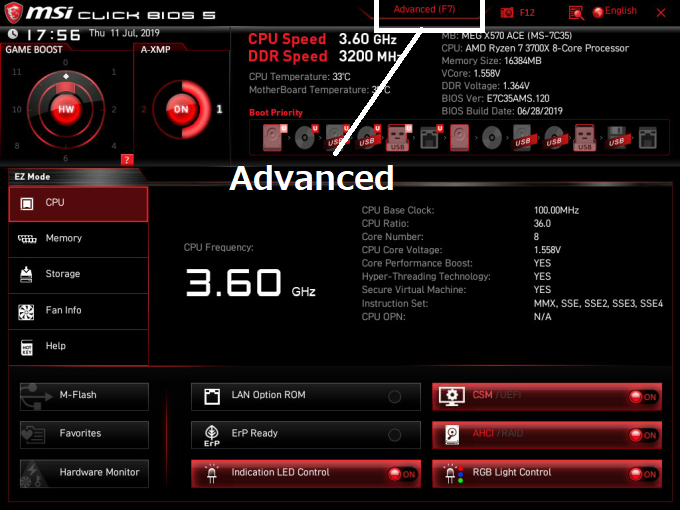 msi CLICK BIOS 5
Advanced (F7)
F12
English
17:56 Thu 11 Jul, 2019
GAME BOOST
A-XMP
11
1
10
2
8
4
6
HW
ON
1
?
CPU Speed 3.60 GHz
DDR Speed 3200 MHz
CPU Temperature: 33°C
MotherBoard Temperature:
MB: MEG X570 ACE (MS-7C35)
CPU: AMD Ryzen 7 3700X 8-Core Processor
Memory Size: 16384MB
VCore: 1.558V
DDR Voltage: 1.364V
BIOS Ver: E7C35AMS.120
BIOS Build Date: 06/28/2019
Boot Priority
U U U U U
USB USB USB USB USB USB
Advanced
EZ Mode
CPU
Memory
Storage
Fan Info
HOT KEY
Help
CPU Frequency:
3.60 GHz
CPU Base Clock: 100.00MHz
CPU Ratio: 36.0
Core Number: 8
CPU Core Voltage: 1.558V
Core Performance Boost: YES
Hyper-Threading Technology: YES
Secure Virtual Machine: YES
Instruction Set: MMX, SSE, SSE2, SSE3, SSE4
CPU OPN: N/A
M-Flash
Favorites
Hardware Monitor
LAN Option ROM
ErP
ErP Ready
Indication LED Control ON
CSM /UEFI ON
AHCI /RAID ON
RGB Light Control ON